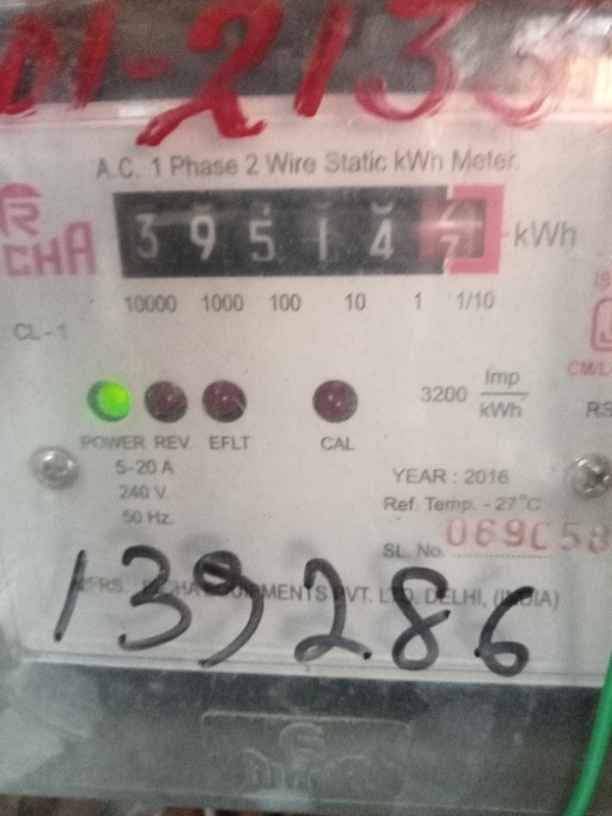 A.C. 1 Phase 2 Wire Static kWh Meter
R
CHA
3 9 5 1 4
kWh
10000 1000 100 10 1 1/10
CL-1
CM/L-
3200 Imp
kWh
RS
POWER REV. EFLT CAL
5-20 A
240 V.
50 Hz.
YEAR : 2016
Ref. Temp. - 27°C
SL. No.
139286
PVT. LTD, DELHI, (INDIA)